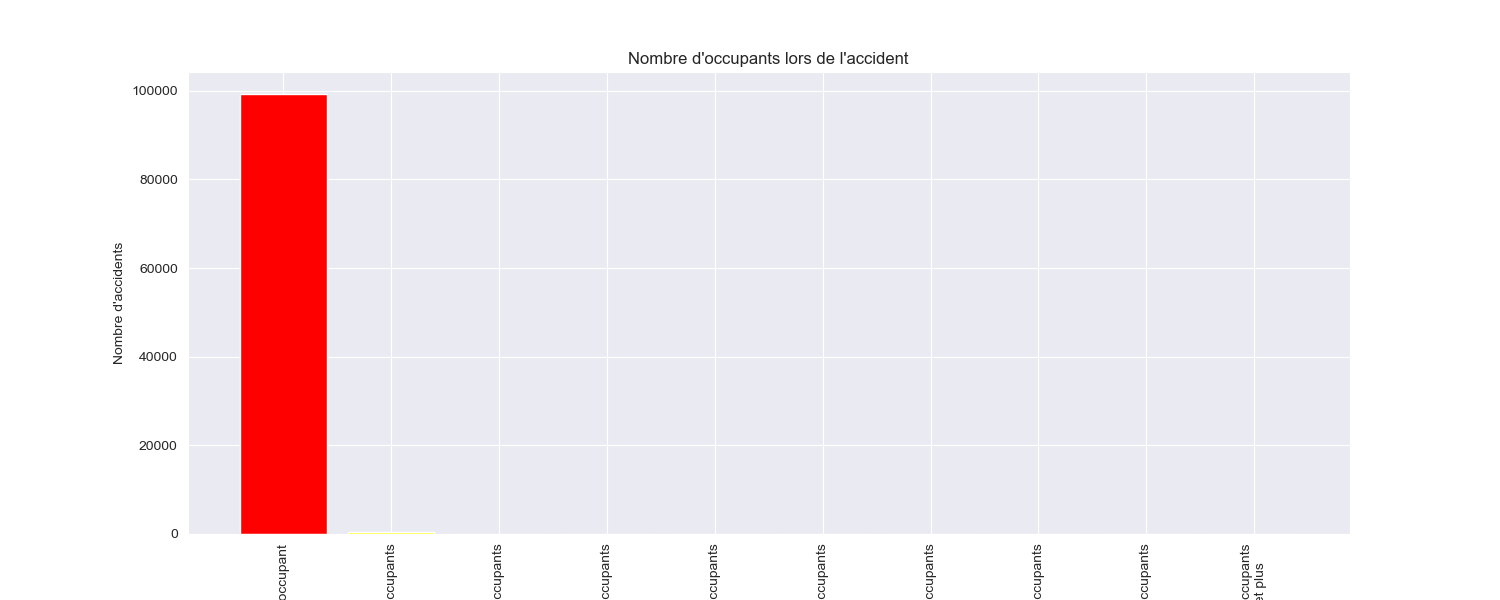 Nombre d'occupants lors de l'accident
Nombre d'accidents
100000
80000
60000
40000
20000
0
occupant
ccupants
ccupants
ccupants
ccupants
ccupants
ccupants
ccupants
ccupants
ccupants
et plus